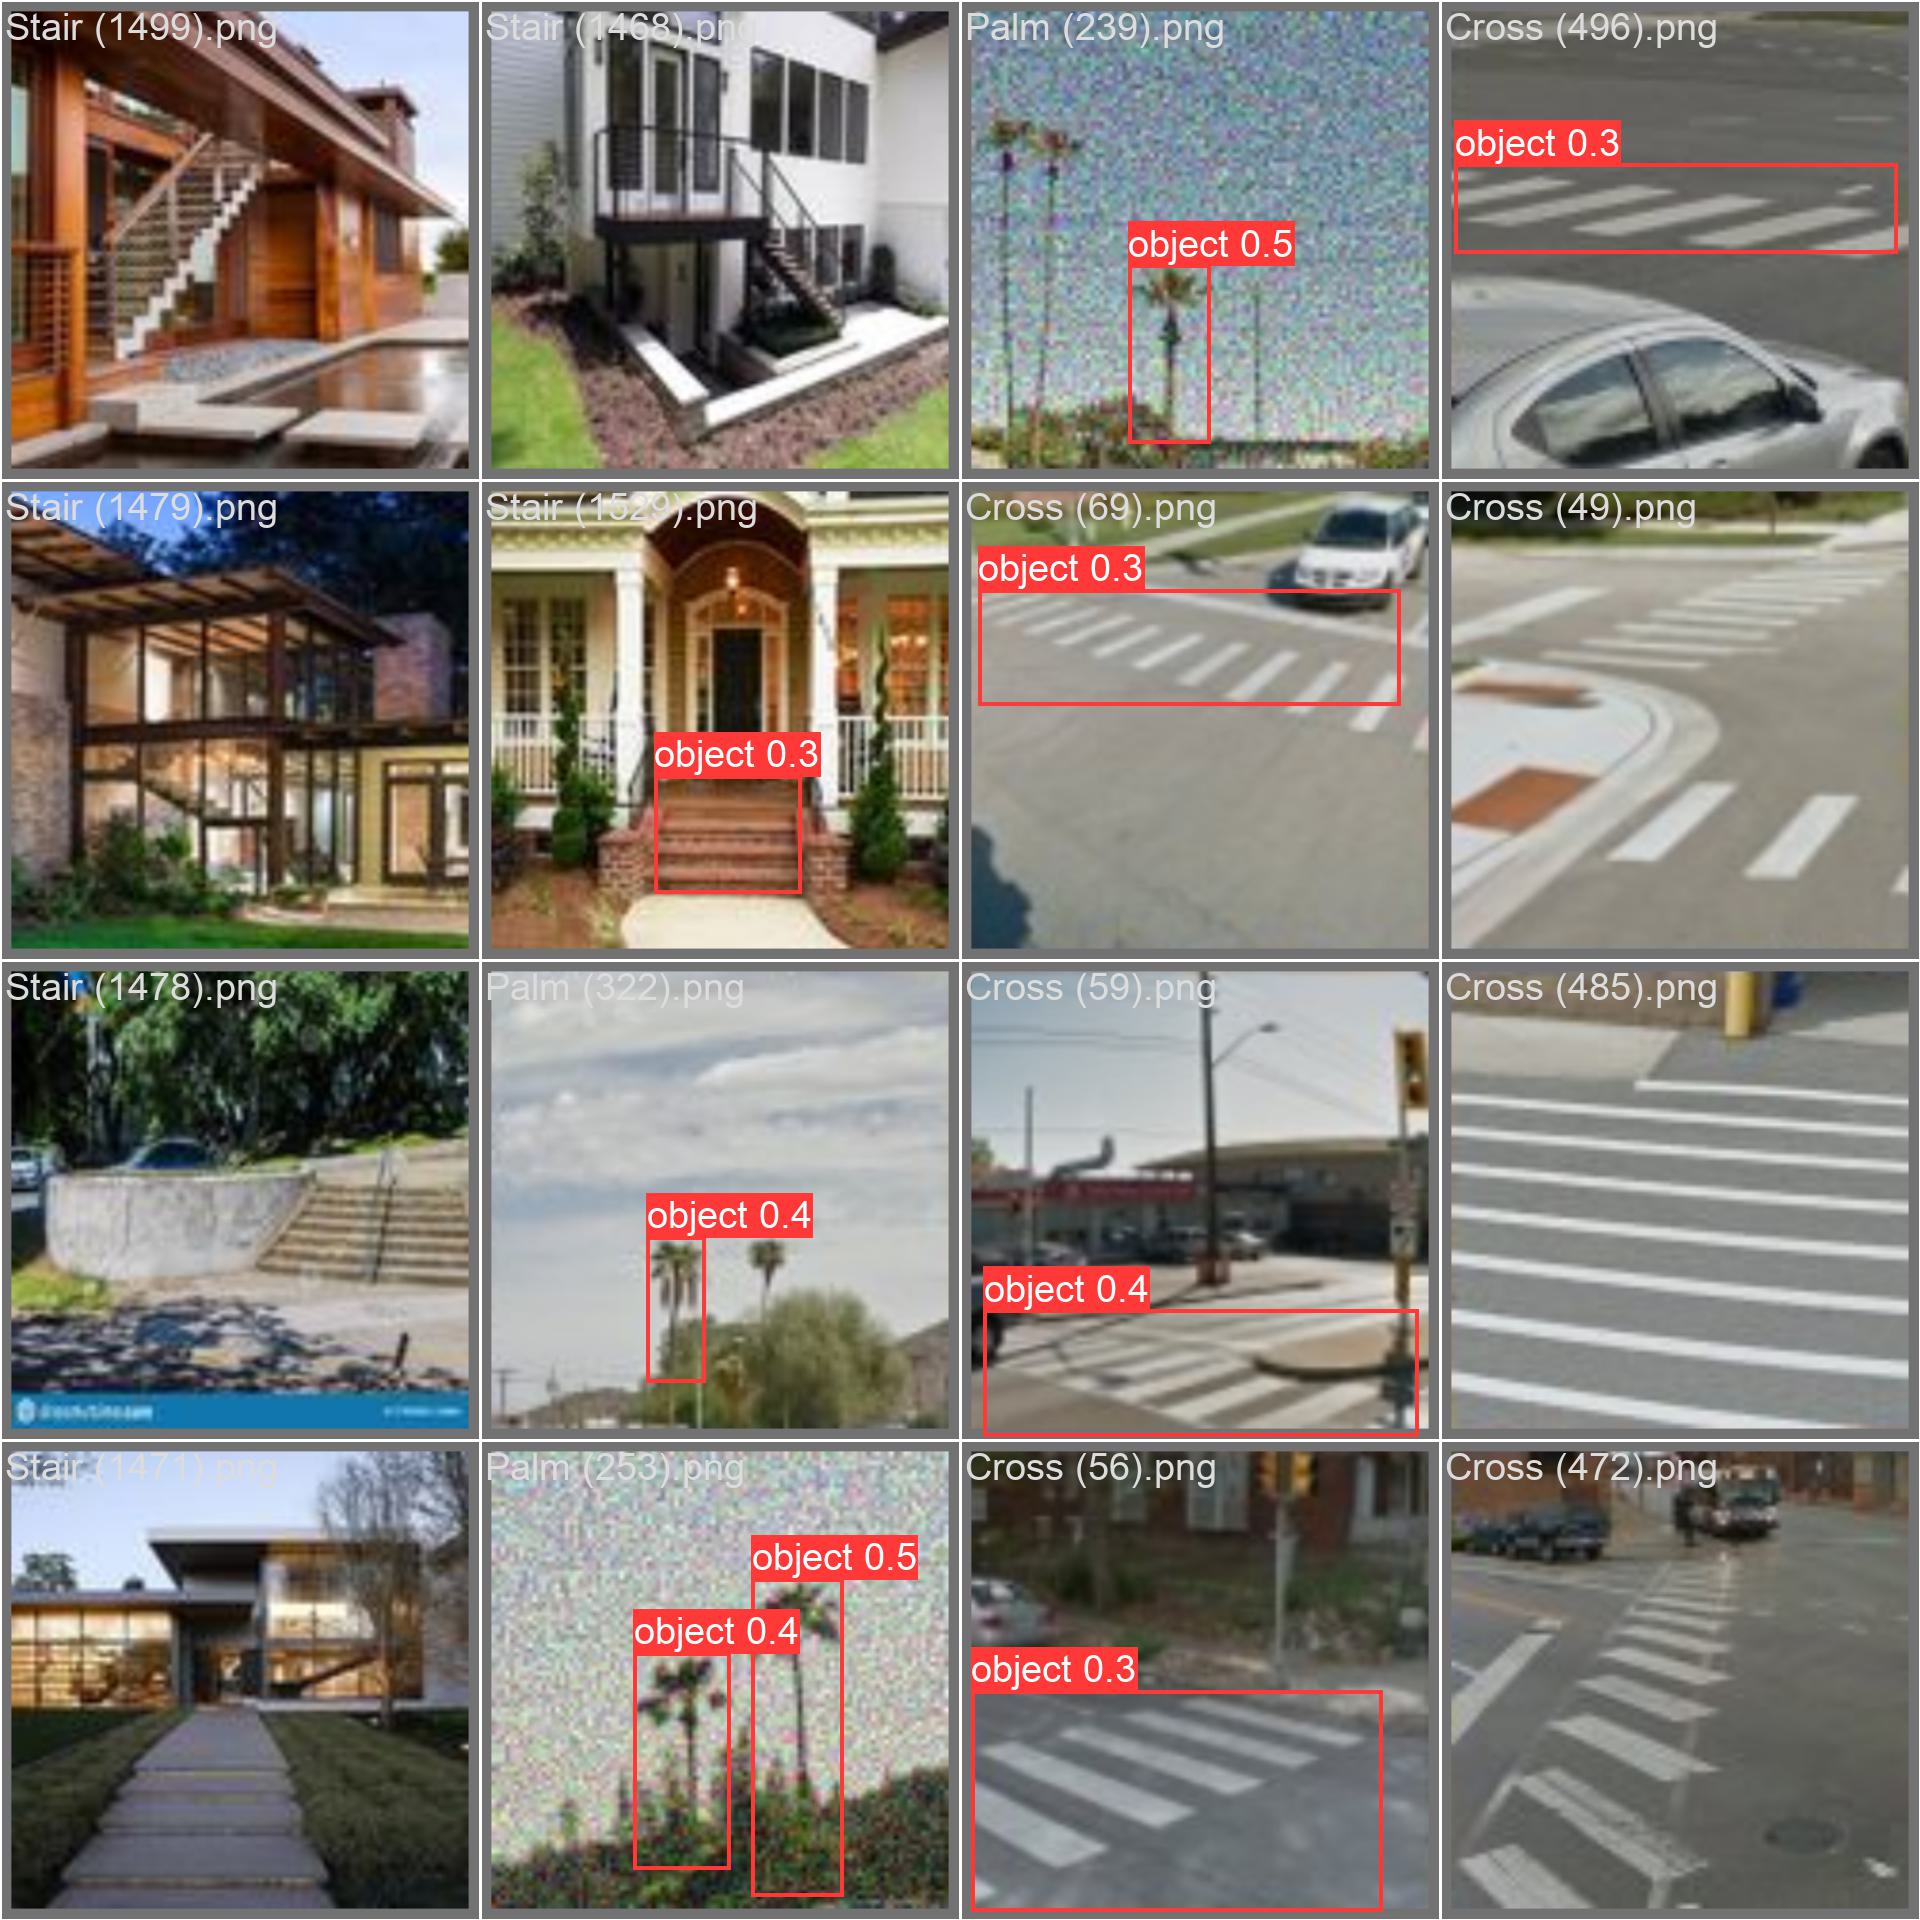 Stair (1499).png
Stair (1468).png
Palm (239).png
object 0.5
Cross (496).png
object 0.3
Stair (1479).png
Stair (1529).png
object 0.3
Cross (69).png
object 0.3
Cross (49).png
Stair (1478).png
Palm (322).png
object 0.4
Cross (59).png
object 0.4
Cross (485).png
Stair (1471).png
Palm (253).png
object 0.5
object 0.4
Cross (56).png
object 0.3
Cross (472).png